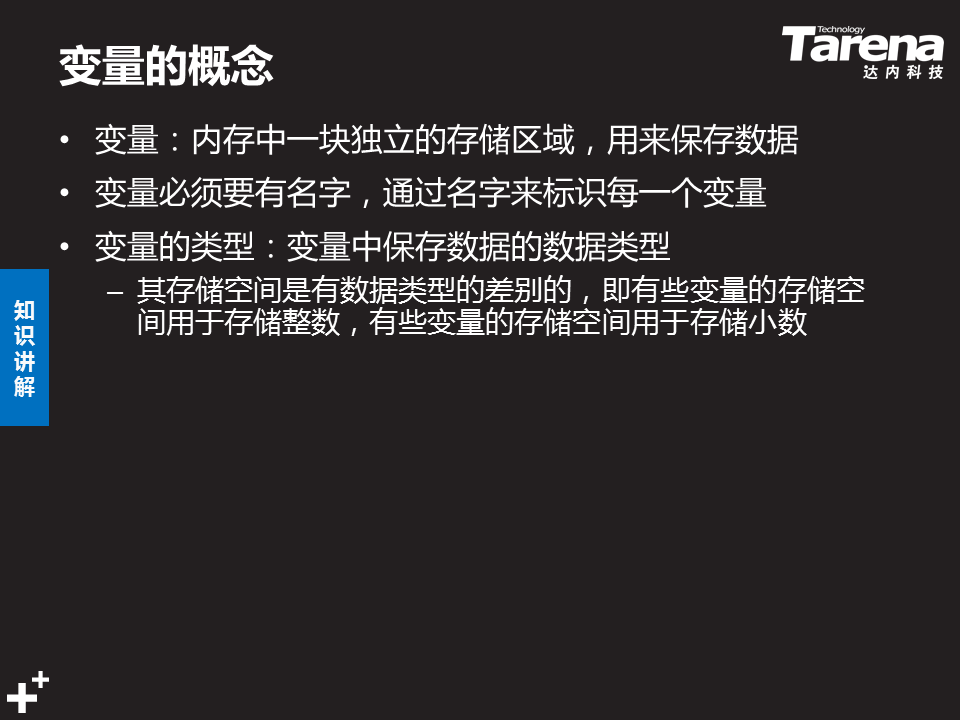 变量的概念
Technology
Tarena
达内科技
• 变量：内存中一块独立的存储区域，用来保存数据
• 变量必须要有名字，通过名字来标识每一个变量
• 变量的类型：变量中保存数据的数据类型
– 其存储空间是有数据类型的差别的，即有些变量的存储空
间用于存储整数，有些变量的存储空间用于存储小数
知
识
讲
解